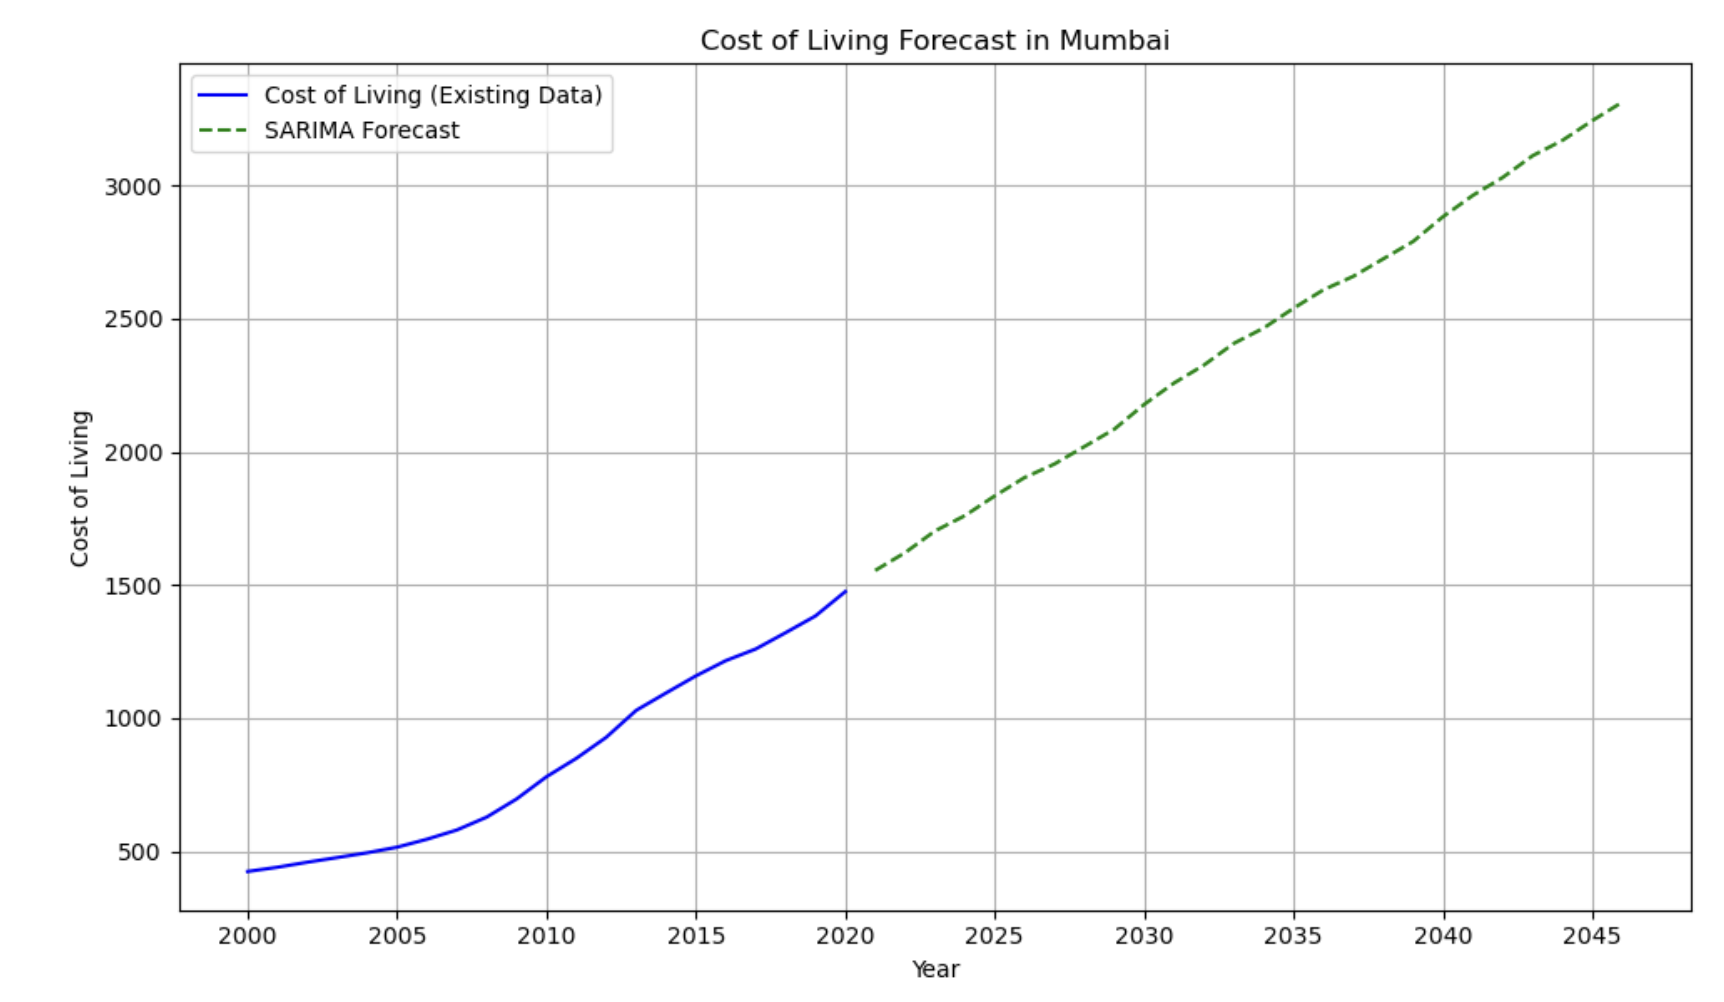 Cost of Living Forecast in Mumbai
Cost of Living (Existing Data)
SARIMA Forecast
3000
2500
2000
1500
1000
500
Cost of Living
2000 2005 2010 2015 2020 2025 2030 2035 2040 2045
Year